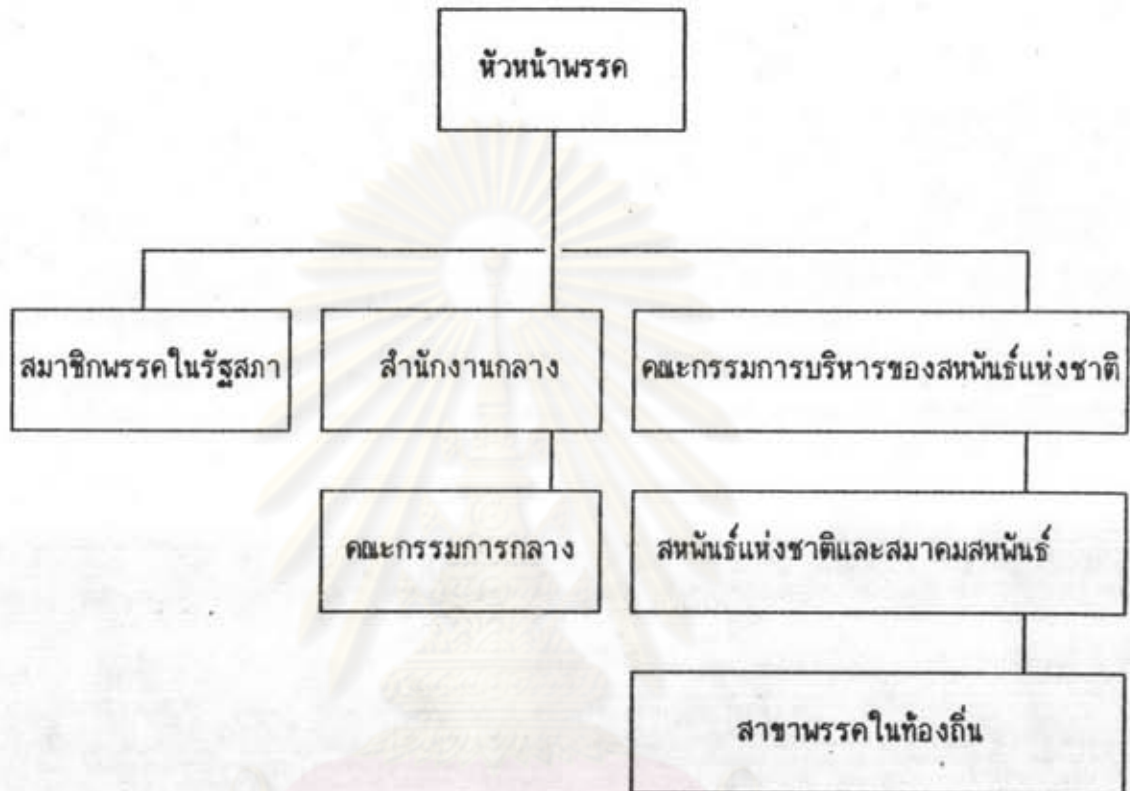 หัวหน้าพรรค
สมาชิกพรรคในรัฐสภา
สำนักงานกลาง
คณะกรรมการบริหารของสหพันธ์แห่งชาติ
คณะกรรมการกลาง
สหพันธ์แห่งชาติและสมาคมสหพันธ์
สาขาพรรคในท้องถิ่น